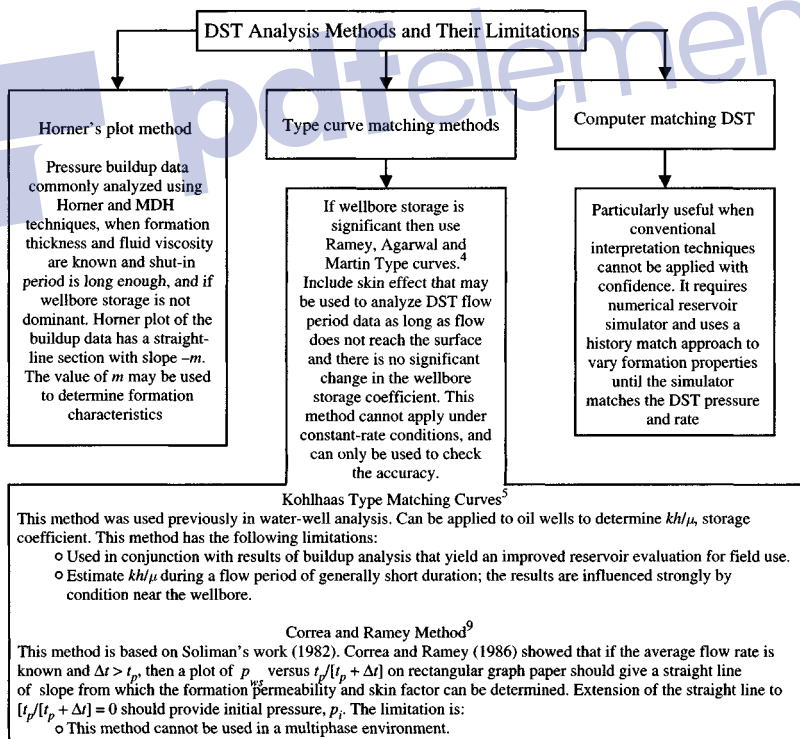 DST Analysis Methods and Their Limitations
pdfelement
Horner's plot method
Pressure buildup data
commonly analyzed using
Horner and MDH
techniques, when formation
thickness and fluid viscosity
are known and shut-in
period is long enough, and if
wellbore storage is not
dominant. Horner plot of the
buildup data has a straight-
line section with slope –m.
The value of m may be used
to determine formation
characteristics
Type curve matching methods
If wellbore storage is
significant then use
Ramey, Agarwal and
Martin Type curves.⁴
Include skin effect that may
be used to analyze DST flow
period data as long as flow
does not reach the surface
and there is no significant
change in the wellbore
storage coefficient. This
method cannot apply under
constant-rate conditions, and
can only be used to check
the accuracy.
Computer matching DST
Particularly useful when
conventional
interpretation techniques
cannot be applied with
confidence. It requires
numerical reservoir
simulator and uses a
history match approach to
vary formation properties
until the simulator
matches the DST pressure
and rate
Kohlhaas Type Matching Curves⁵
This method was used previously in water-well analysis. Can be applied to oil wells to determine kh/μ, storage
coefficient. This method has the following limitations:
o Used in conjunction with results of buildup analysis that yield an improved reservoir evaluation for field use.
o Estimate kh/μ during a flow period of generally short duration; the results are influenced strongly by
condition near the wellbore.
Correa and Ramey Method⁹
This method is based on Soliman's work (1982). Correa and Ramey (1986) showed that if the average flow rate is
known and Δt > tp, then a plot of pws versus tp/[tp + Δt] on rectangular graph paper should give a straight line
of slope from which the formation permeability and skin factor can be determined. Extension of the straight line to
[tp/[tp + Δt] = 0 should provide initial pressure, pi. The limitation is:
o This method cannot be used in a multiphase environment.